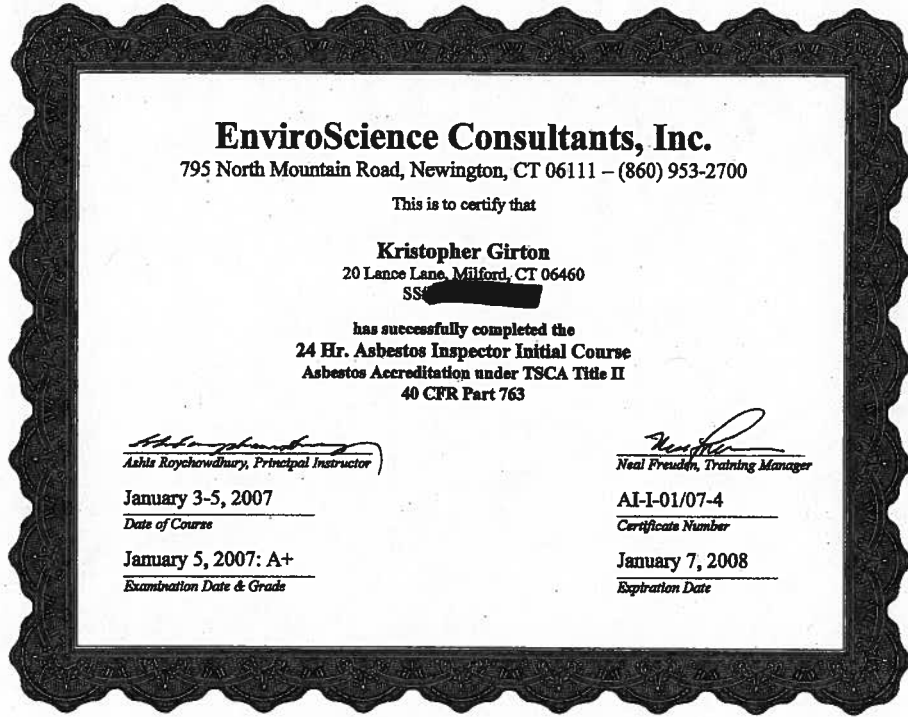 EnviroScience Consultants, Inc.
795 North Mountain Road, Newington, CT 06111 – (860) 953-2700
This is to certify that
Kristopher Girton
20 Lance Lane, Milford, CT 06460
SS#
has successfully completed the
24 Hr. Asbestos Inspector Initial Course
Asbestos Accreditation under TSCA Title II
40 CFR Part 763
Ashis Roychowdhury, Principal Instructor
Neal Freuden, Training Manager
January 3-5, 2007
Date of Course
AI-I-01/07-4
Certificate Number
January 5, 2007: A+
Examination Date & Grade
January 7, 2008
Expiration Date